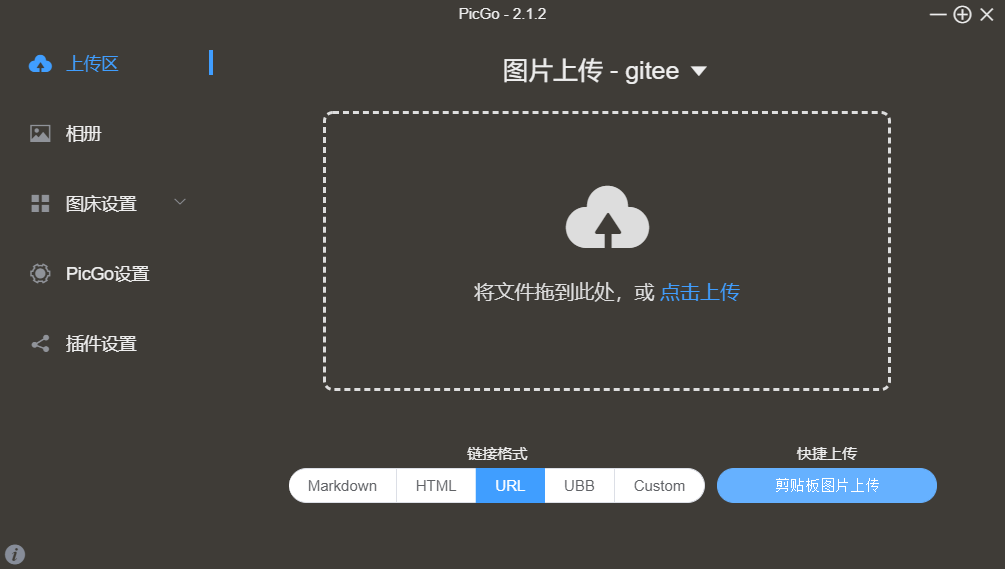 PicGo - 2.1.2
上传区
相册
图床设置
PicGo设置
插件设置
图片上传 - gitee
将文件拖到此处，或 点击上传
链接格式
Markdown HTML URL UBB Custom
快捷上传
剪贴板图片上传
i